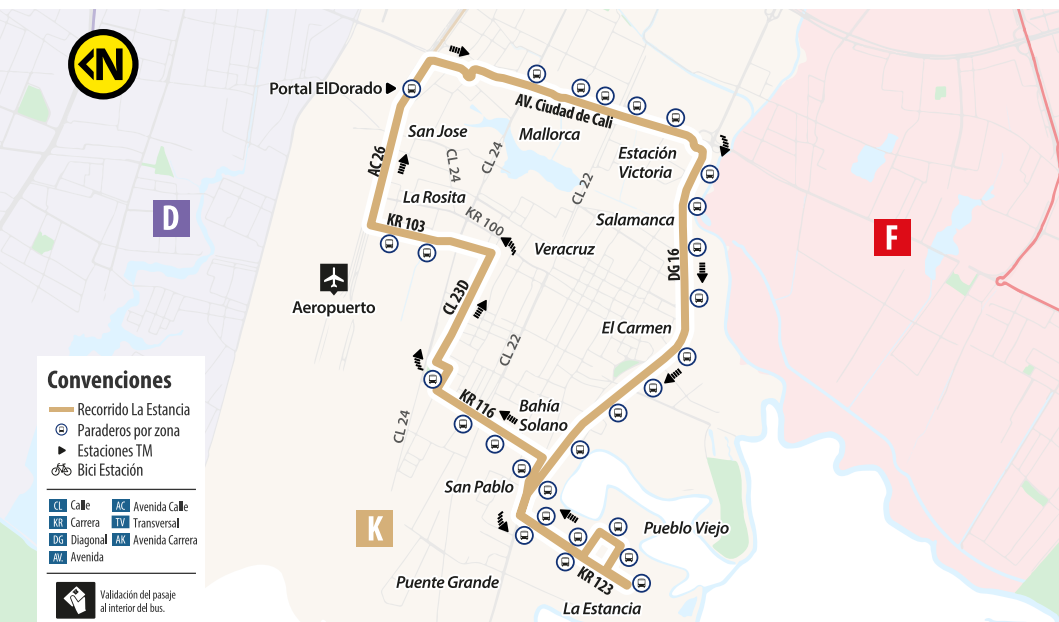 N
Portal ElDorado
AV. Ciudad de Cali
San Jose
Mallorca
AC 26
CL 24
CL 24
Estación
Victoria
La Rosita
CL 22
D
KR 103
KR 100
Salamanca
F
Veracruz
DG 16
Aeropuerto
CL 23D
El Carmen
CL 22
KR 116
Bahía
Solano
CL 24
San Pablo
K
Pueblo Viejo
Puente Grande
KR 123
La Estancia
Convenciones
Recorrido La Estancia
Paraderos por zona
Estaciones TM
Bici Estación
CL Calle
AC Avenida Calle
KR Carrera
TV Transversal
DG Diagonal
AK Avenida Carrera
AV. Avenida
Validación del pasaje
al interior del bus.